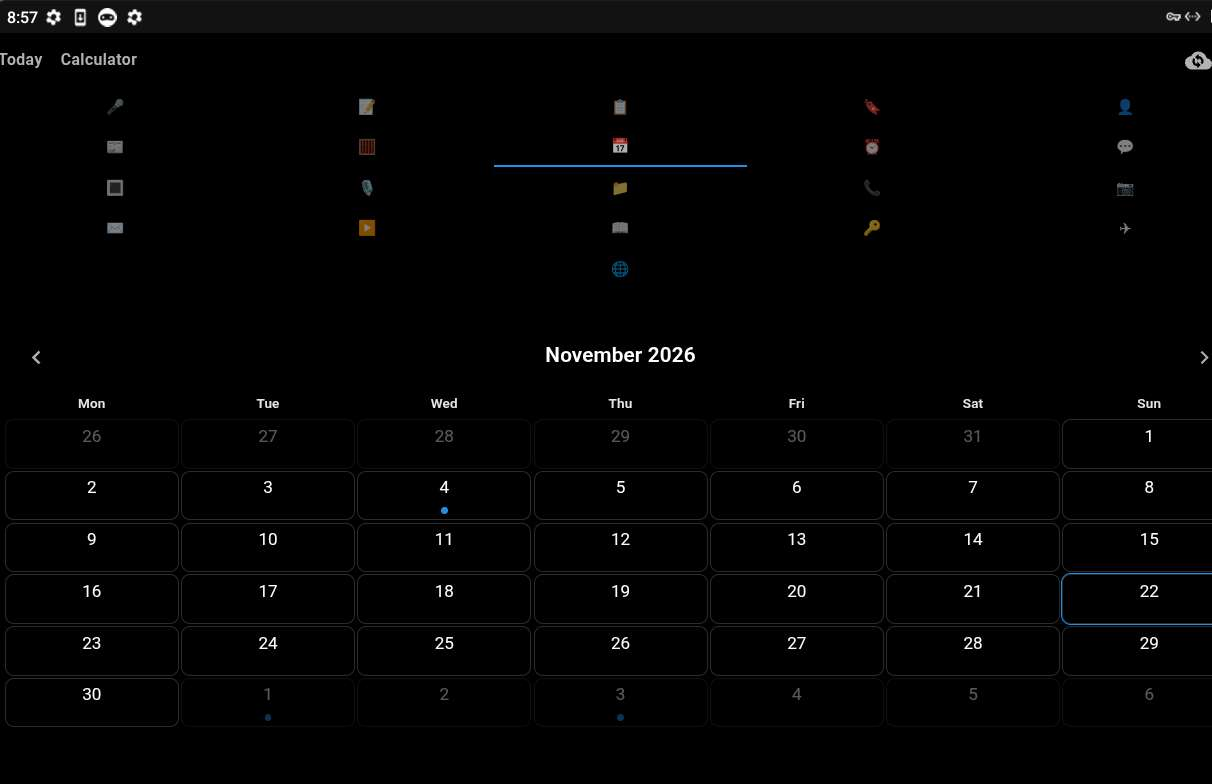 8:57
Today Calculator
17
November 2026
Mon Tue Wed Thu Fri Sat Sun
26 27 28 29 30 31 1
2 3 4 5 6 7 8
9 10 11 12 13 14 15
16 17 18 19 20 21 22
23 24 25 26 27 28 29
30 1 2 3 4 5 6